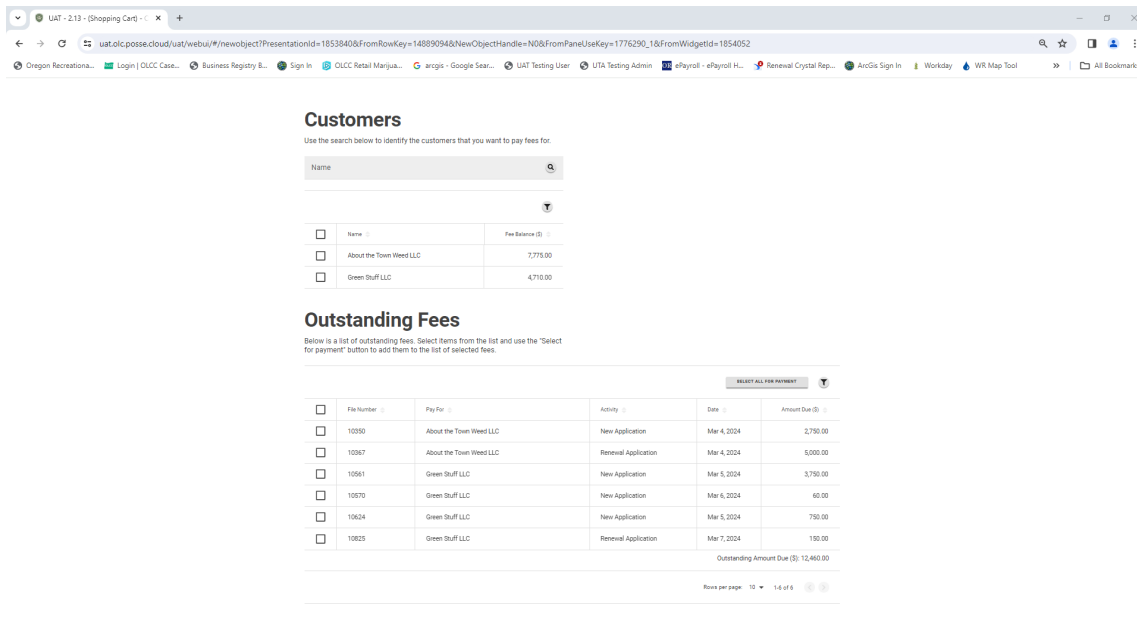 UAT - 2.13 - (Shopping Cart) - 
uat.olc.posse.cloud/uat/webui/#/newobject?PresentationId=1853840&FromRowKey=14889094&NewObjectHandle=N0&FromPaneUseKey=1776290_1&FromWidgetId=1854052
Oregon Recreationa... Login | OLCC Case... Business Registry B... Sign In OLCC Retail Marijua... G arcgis - Google Sear... UAT Testing User UTA Testing Admin OR ePayroll - ePayroll H... Renewal Crystal Rep... ArcGis Sign In Workday WR Map Tool » All Bookmark
Customers
Use the search below to identify the customers that you want to pay fees for.
Name
Name Fee Balance ($)
About the Town Weed LLC 7,775.00
Green Stuff LLC 4,710.00
Outstanding Fees
Below is a list of outstanding fees. Select items from the list and use the "Select
for payment" button to add them to the list of selected fees.
SELECT ALL FOR PAYMENT
File Number Pay For Activity Date Amount Due ($)
10350 About the Town Weed LLC New Application Mar 4, 2024 2,750.00
10367 About the Town Weed LLC Renewal Application Mar 4, 2024 5,000.00
10561 Green Stuff LLC New Application Mar 5, 2024 3,750.00
10570 Green Stuff LLC New Application Mar 6, 2024 60.00
10624 Green Stuff LLC New Application Mar 5, 2024 750.00
10825 Green Stuff LLC Renewal Application Mar 7, 2024 150.00
Outstanding Amount Due ($): 12,460.00
Rows per page: 10 1-6 of 6